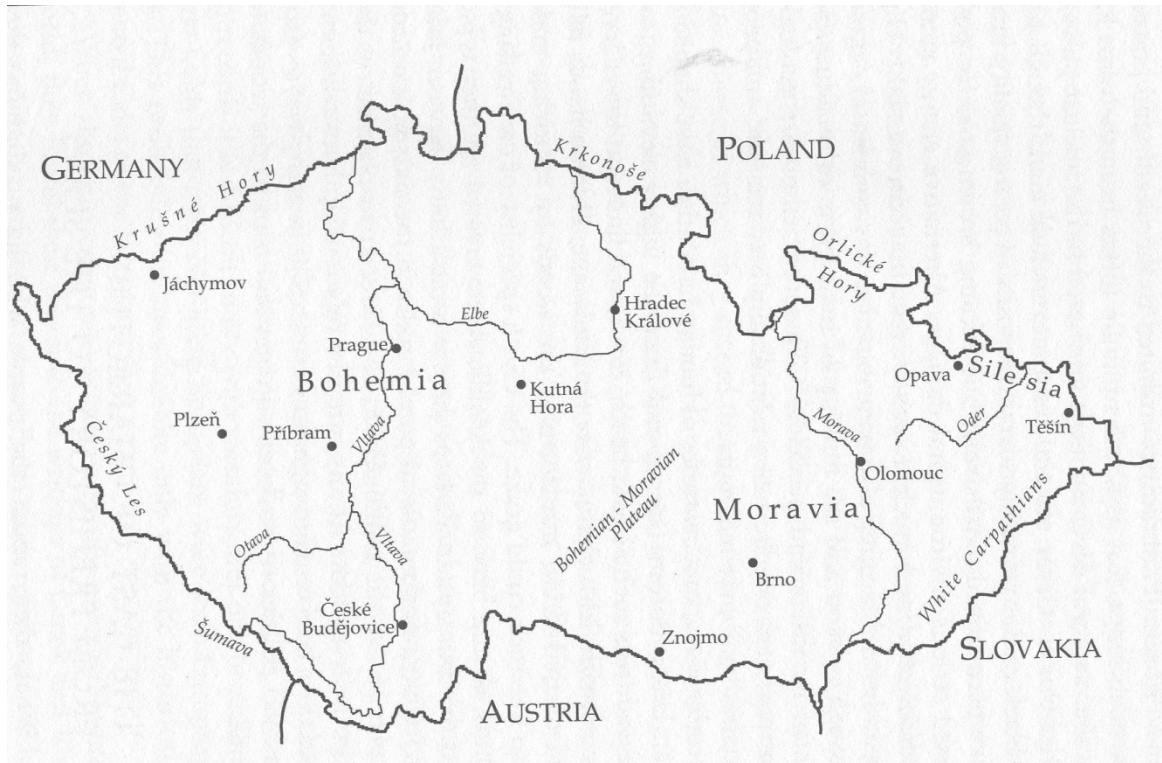 GERMANY
POLAND
Krkonoše
Krušné Hory
Orlické
Hory
Jáchymov
Hradec
Králové
Elbe
Prague
Bohemia
Kutná
Hora
Opava
Silesia
Oder
Těšín
Plzeň
Příbram
Vltava
Morava
Olomouc
Český Les
Bohemian - Moravian
Plateau
Moravia
White Carpathians
Otava
Vltava
Brno
České
Budějovice
Šumava
Znojmo
SLOVAKIA
AUSTRIA